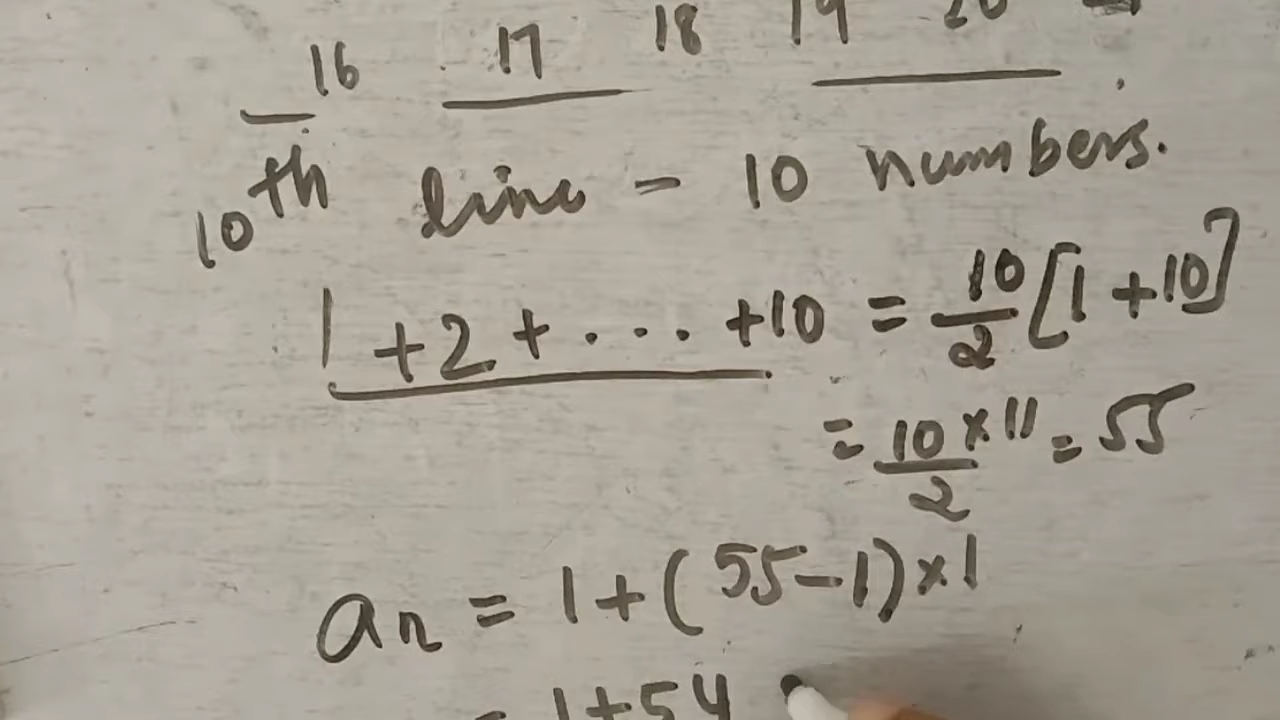 16 17 18 19 20
10th line - 10 numbers.
1 + 2 + . . . . +10 = 10/2 [1 + 10]
= 10 x 11/2 = 55
an = 1 + (55-1) x 1
= 1+54